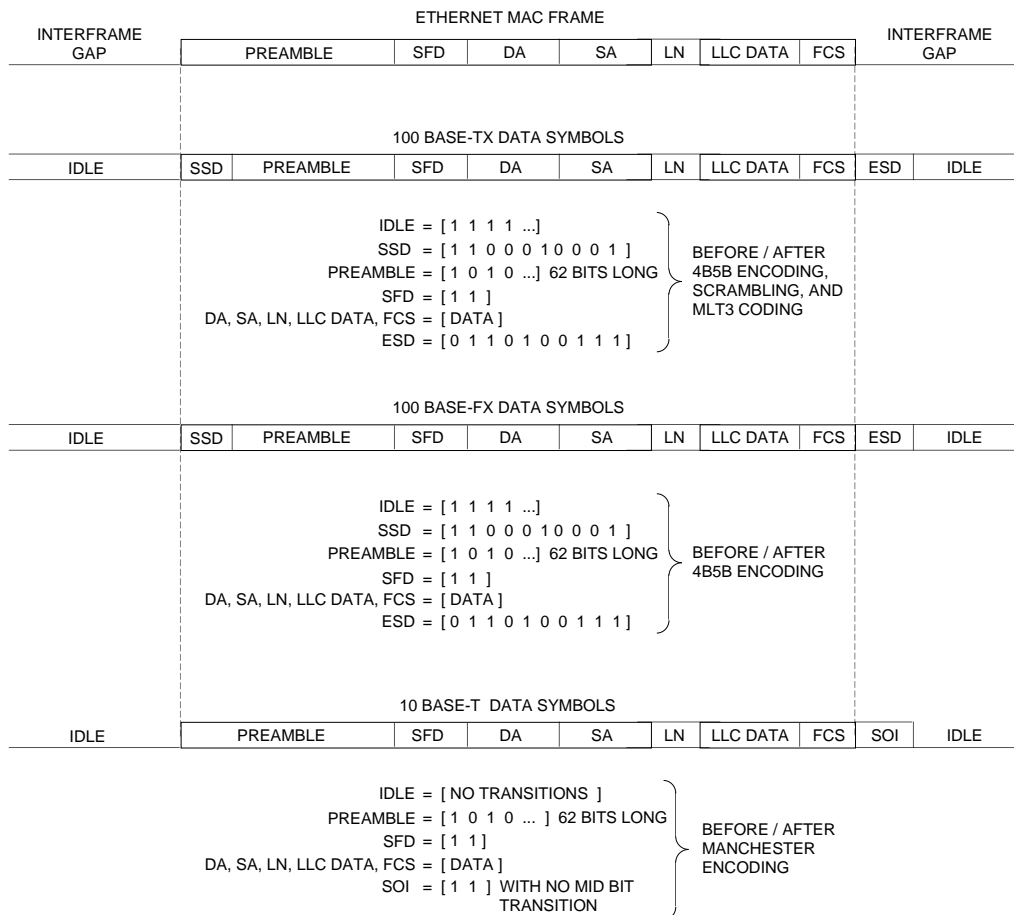 ETHERNET MAC FRAME
INTERFRAME GAP
PREAMBLE SFD DA SA LN LLC DATA FCS
INTERFRAME GAP
100 BASE-TX DATA SYMBOLS
IDLE SSD PREAMBLE SFD DA SA LN LLC DATA FCS ESD IDLE
IDLE = [ 1 1 1 1 ...]
SSD = [ 1 1 0 0 0 1 0 0 0 1 ]
PREAMBLE = [ 1 0 1 0 ...] 62 BITS LONG
SFD = [ 1 1 ]
DA, SA, LN, LLC DATA, FCS = [ DATA ]
ESD = [ 0 1 1 0 1 0 0 1 1 1 ]
BEFORE / AFTER
4B5B ENCODING,
SCRAMBLING, AND
MLT3 CODING
100 BASE-FX DATA SYMBOLS
IDLE SSD PREAMBLE SFD DA SA LN LLC DATA FCS ESD IDLE
IDLE = [ 1 1 1 1 ...]
SSD = [ 1 1 0 0 0 1 0 0 0 1 ]
PREAMBLE = [ 1 0 1 0 ...] 62 BITS LONG
SFD = [ 1 1 ]
DA, SA, LN, LLC DATA, FCS = [ DATA ]
ESD = [ 0 1 1 0 1 0 0 1 1 1 ]
BEFORE / AFTER
4B5B ENCODING
10 BASE-T DATA SYMBOLS
IDLE PREAMBLE SFD DA SA LN LLC DATA FCS SOI IDLE
IDLE = [ NO TRANSITIONS ]
PREAMBLE = [ 1 0 1 0 ... ] 62 BITS LONG
SFD = [ 1 1 ]
DA, SA, LN, LLC DATA, FCS = [ DATA ]
SOI = [ 1 1 ] WITH NO MID BIT
TRANSITION
BEFORE / AFTER
MANCHESTER
ENCODING